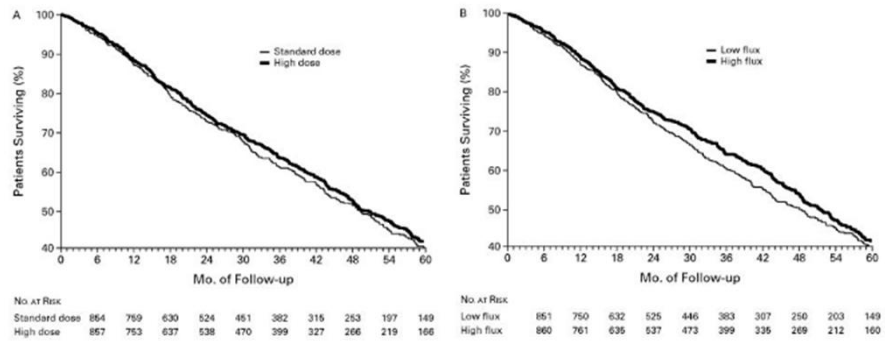 A
100
90
80
70
60
50
40
Patients Surviving (%)
Standard dose
High dose
0 6 12 18 24 30 36 42 48 54 60
Mo. of Follow-up
NO. AT RISK
Standard dose 864 769 630 524 451 382 315 253 197 149
High dose 857 753 637 538 470 399 327 266 219 166
B
100
90
80
70
60
50
40
Patients Surviving (%)
Low flux
High flux
0 6 12 18 24 30 36 42 48 54 60
Mo. of Follow-up
NO. AT RISK
Low flux 851 750 632 525 446 383 307 250 203 149
High flux 860 761 635 537 473 399 335 269 212 160